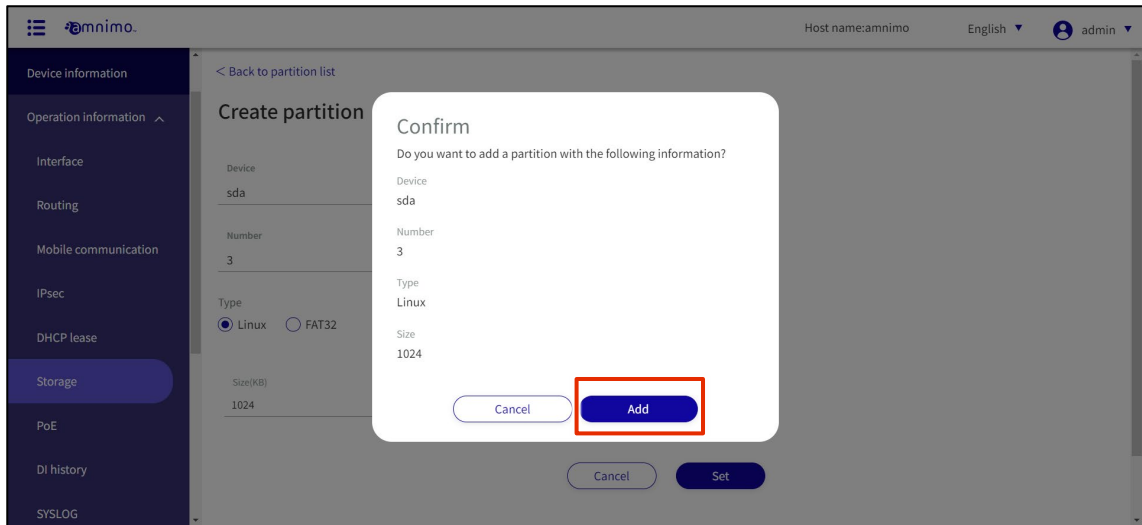 amnimo
Host name:amnimo
English
admin
Device information
Operation information
Interface
Routing
Mobile communication
IPsec
DHCP lease
Storage
PoE
DI history
SYSLOG
< Back to partition list
Create partition
Device
sda
Number
3
Type
Linux
FAT32
Size(KB)
1024
Cancel
Set
Confirm
Do you want to add a partition with the following information?
Device
sda
Number
3
Type
Linux
Size
1024
Cancel
Add